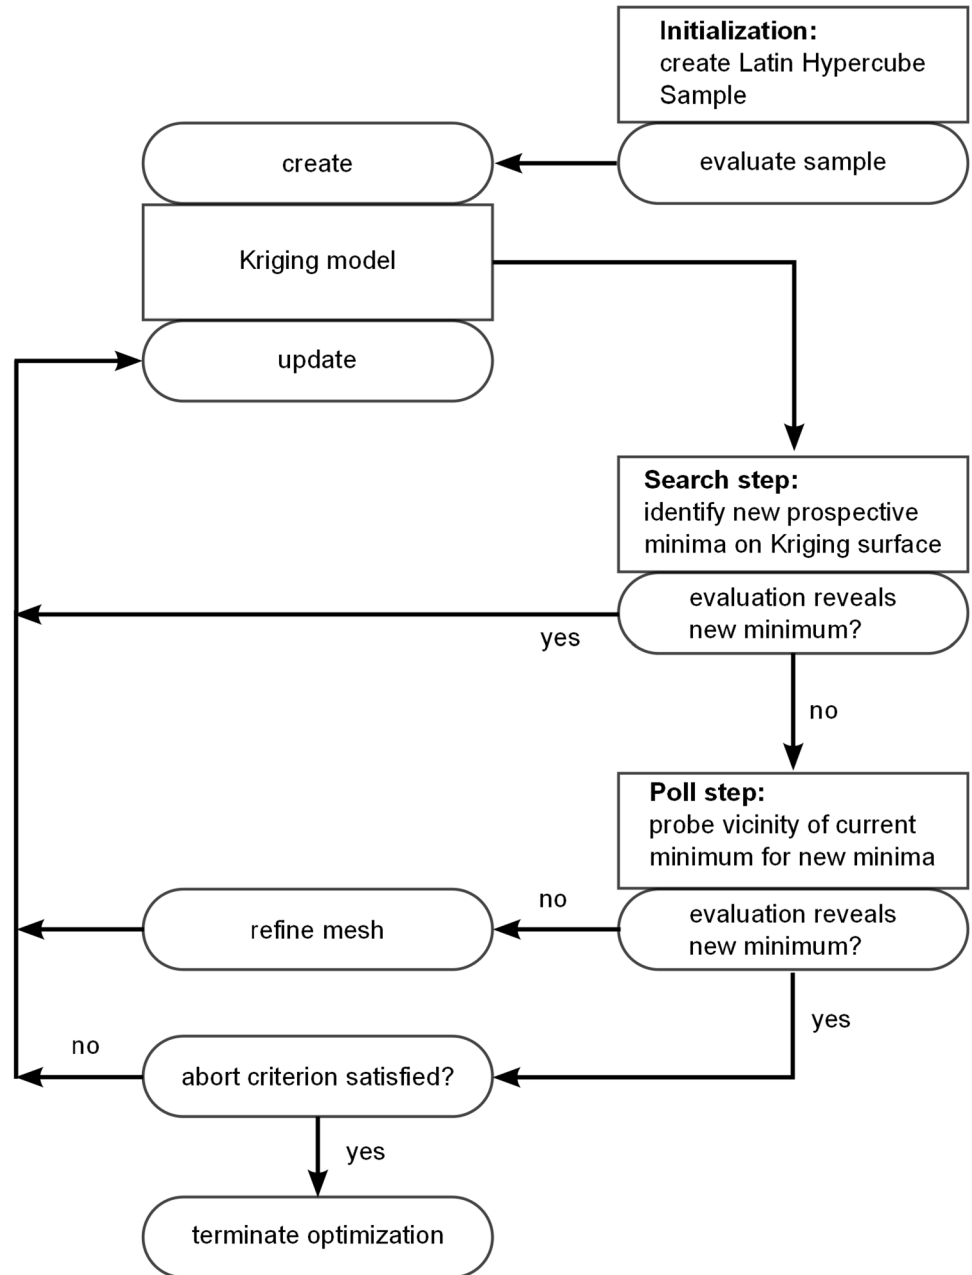 Initialization:
create Latin Hypercube
Sample
create
evaluate sample
Kriging model
update
Search step:
identify new prospective
minima on Kriging surface
evaluation reveals
new minimum?
yes
no
Poll step:
probe vicinity of current
minimum for new minima
no
evaluation reveals
new minimum?
refine mesh
yes
no
abort criterion satisfied?
yes
terminate optimization